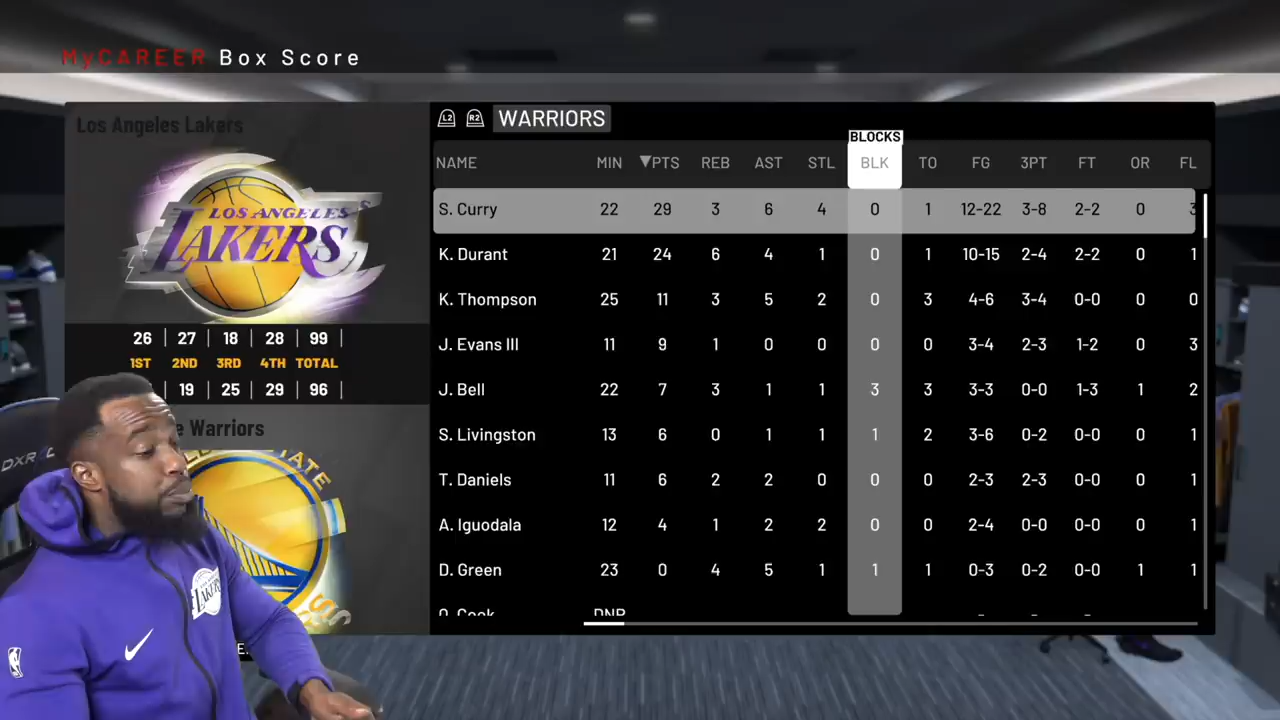 MyCAREER Box Score
Los Angeles Lakers
LOS ANGELES
LAKERS
26 | 27 | 18 | 28 | 99 |
1ST 2ND 3RD 4TH TOTAL
19 | 25 | 29 | 96 |
Warriors
STATE
DXR
LAKERS
L2 R2 WARRIORS
BLOCKS
NAME MIN ▼PTS REB AST STL BLK TO FG 3PT FT OR FL
S. Curry 22 29 3 6 4 0 1 12-22 3-8 2-2 0 3
K. Durant 21 24 6 4 1 0 1 10-15 2-4 2-2 0 1
K. Thompson 25 11 3 5 2 0 3 4-6 3-4 0-0 0 0
J. Evans III 11 9 1 0 0 0 0 3-4 2-3 1-2 0 3
J. Bell 22 7 3 1 1 3 3 3-3 0-0 1-3 1 2
S. Livingston 13 6 0 1 1 1 2 3-6 0-2 0-0 0 1
T. Daniels 11 6 2 2 0 0 0 2-3 2-3 0-0 0 1
A. Iguodala 12 4 1 2 2 0 0 2-4 0-0 0-0 0 1
D. Green 23 0 4 5 1 1 1 0-3 0-2 0-0 1 1
Q. Cook DNP - - -